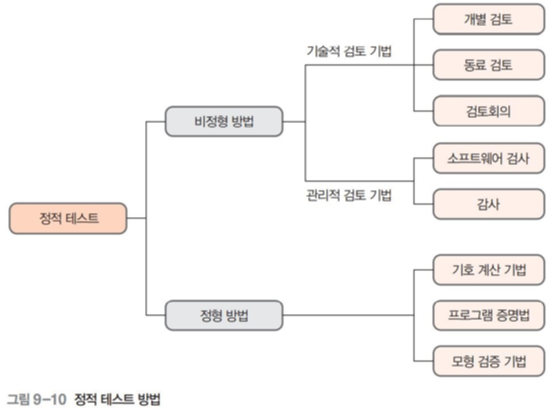 개별 검토
기술적 검토 기법
동료 검토
비정형 방법
검토회의
소프트웨어 검사
관리적 검토 기법
감사
정적 테스트
기호 계산 기법
정형 방법
프로그램 증명법
모형 검증 기법
그림 9-10 정적 테스트 방법